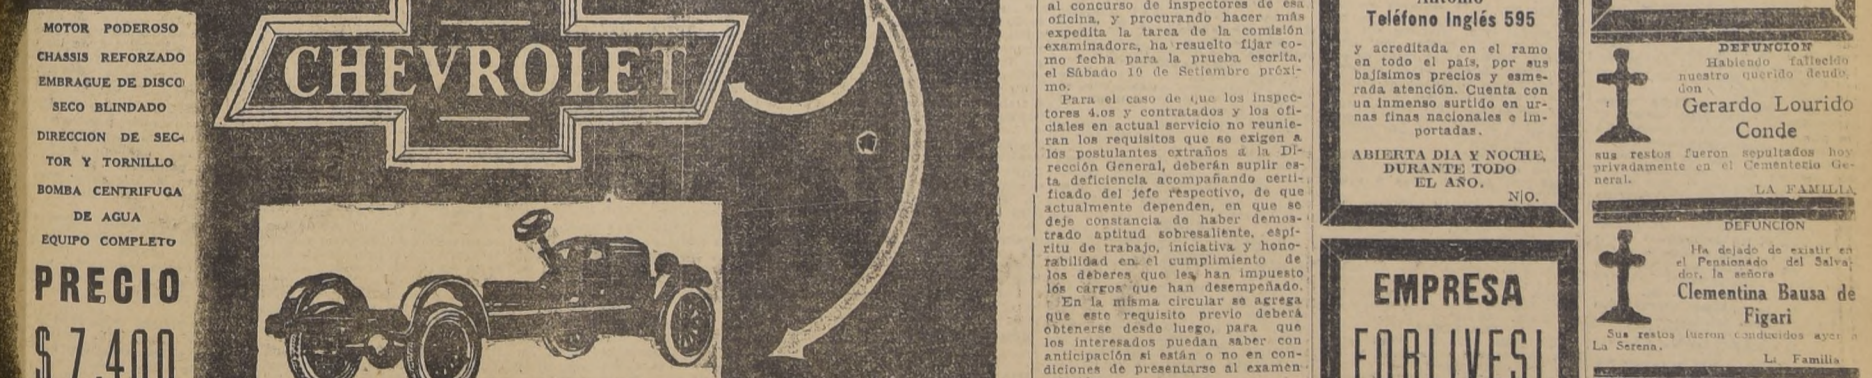 MOTOR PODEROSO
CHASSIS REFORZADO
EMBRAGUE DE DISCO
SECO BLINDADO
DIRECCION DE SEC-
TOR Y TORNILLO
BOMBA CENTRIFUGA
DE AGUA
EQUIPO COMPLETO
PRECIO
$ 7.400
CHEVROLET
al concurso de inspectores de esa
oficina, y procurando hacer más
expedita la tarea de la comisión
examinadora, ha resuelto fijar co-
mo fecha para la prueba escrita,
el Sábado 10 de Setiembre próxi-
mo.
Para el caso de que los inspec-
tores 4.os y contratados y los ofi-
ciales en actual servicio no reunie-
ran los requisitos que se exigen a
los postulantes extraños a la Di-
rección General, deberán suplir es-
ta deficiencia acompañando certi-
ficado del jefe respectivo, de que
actualmente dependen, en que se
deje constancia de haber demos-
trado aptitud sobresaliente, espí-
ritu de trabajo, iniciativa y hono-
rabilidad en el cumplimiento de
los deberes que les han impuesto
los cargos que han desempeñado.
En la misma circular se agrega
que este requisito previo deberá
obtenerse desde luego, para que
los interesados puedan saber con
anticipación si están o no en con-
diciones de presentarse al examen
Antonio
Teléfono Inglés 595
y acreditada en el ramo
en todo el país, por sus
bajísimos precios y esme-
rada atención. Cuenta con
un inmenso surtido en ur-
nas finas nacionales e im-
portadas.
ABIERTA DIA Y NOCHE,
DURANTE TODO
EL AÑO.
N|O.
EMPRESA
FORLIVESI
DEFUNCION
Habiendo fallecido
nuestro querido deudo,
don
Gerardo Lourido
Conde
sus restos fueron sepultados hoy
privadamente en el Cementerio Ge-
neral.
LA FAMILIA
DEFUNCION
Ha dejado de existir en
el Pensionado del Salva-
dor, la señora
Clementina Bausa de
Figari
Sus restos fueron conducidos ayer a
La Serena.
La Familia